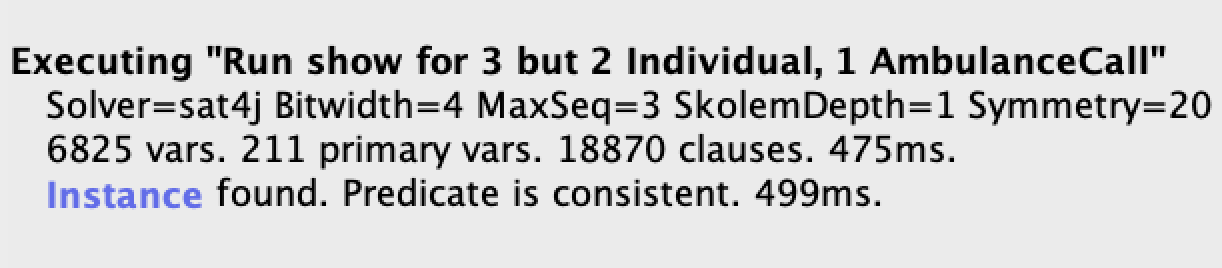 Executing "Run show for 3 but 2 Individual, 1 AmbulanceCall"
Solver=sat4j Bitwidth=4 MaxSeq=3 SkolemDepth=1 Symmetry=20
6825 vars. 211 primary vars. 18870 clauses. 475ms.
Instance found. Predicate is consistent. 499ms.